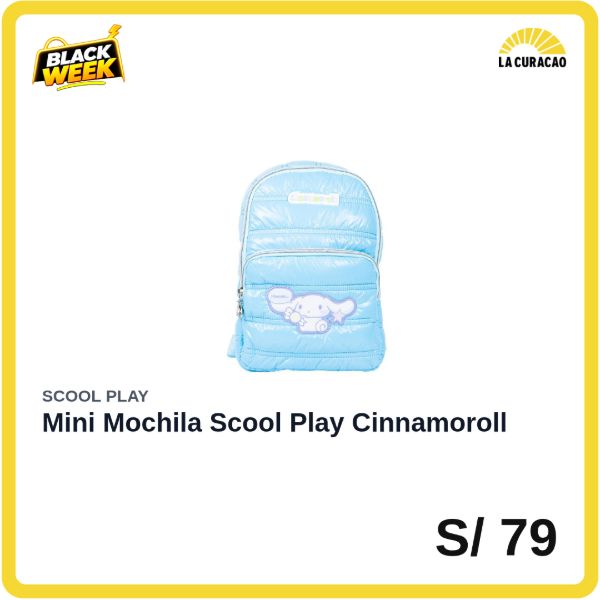 BLACK
WEEK
LA CURACAO
SCOOL PLAY
Mini Mochila Scool Play Cinnamoroll
S/ 79